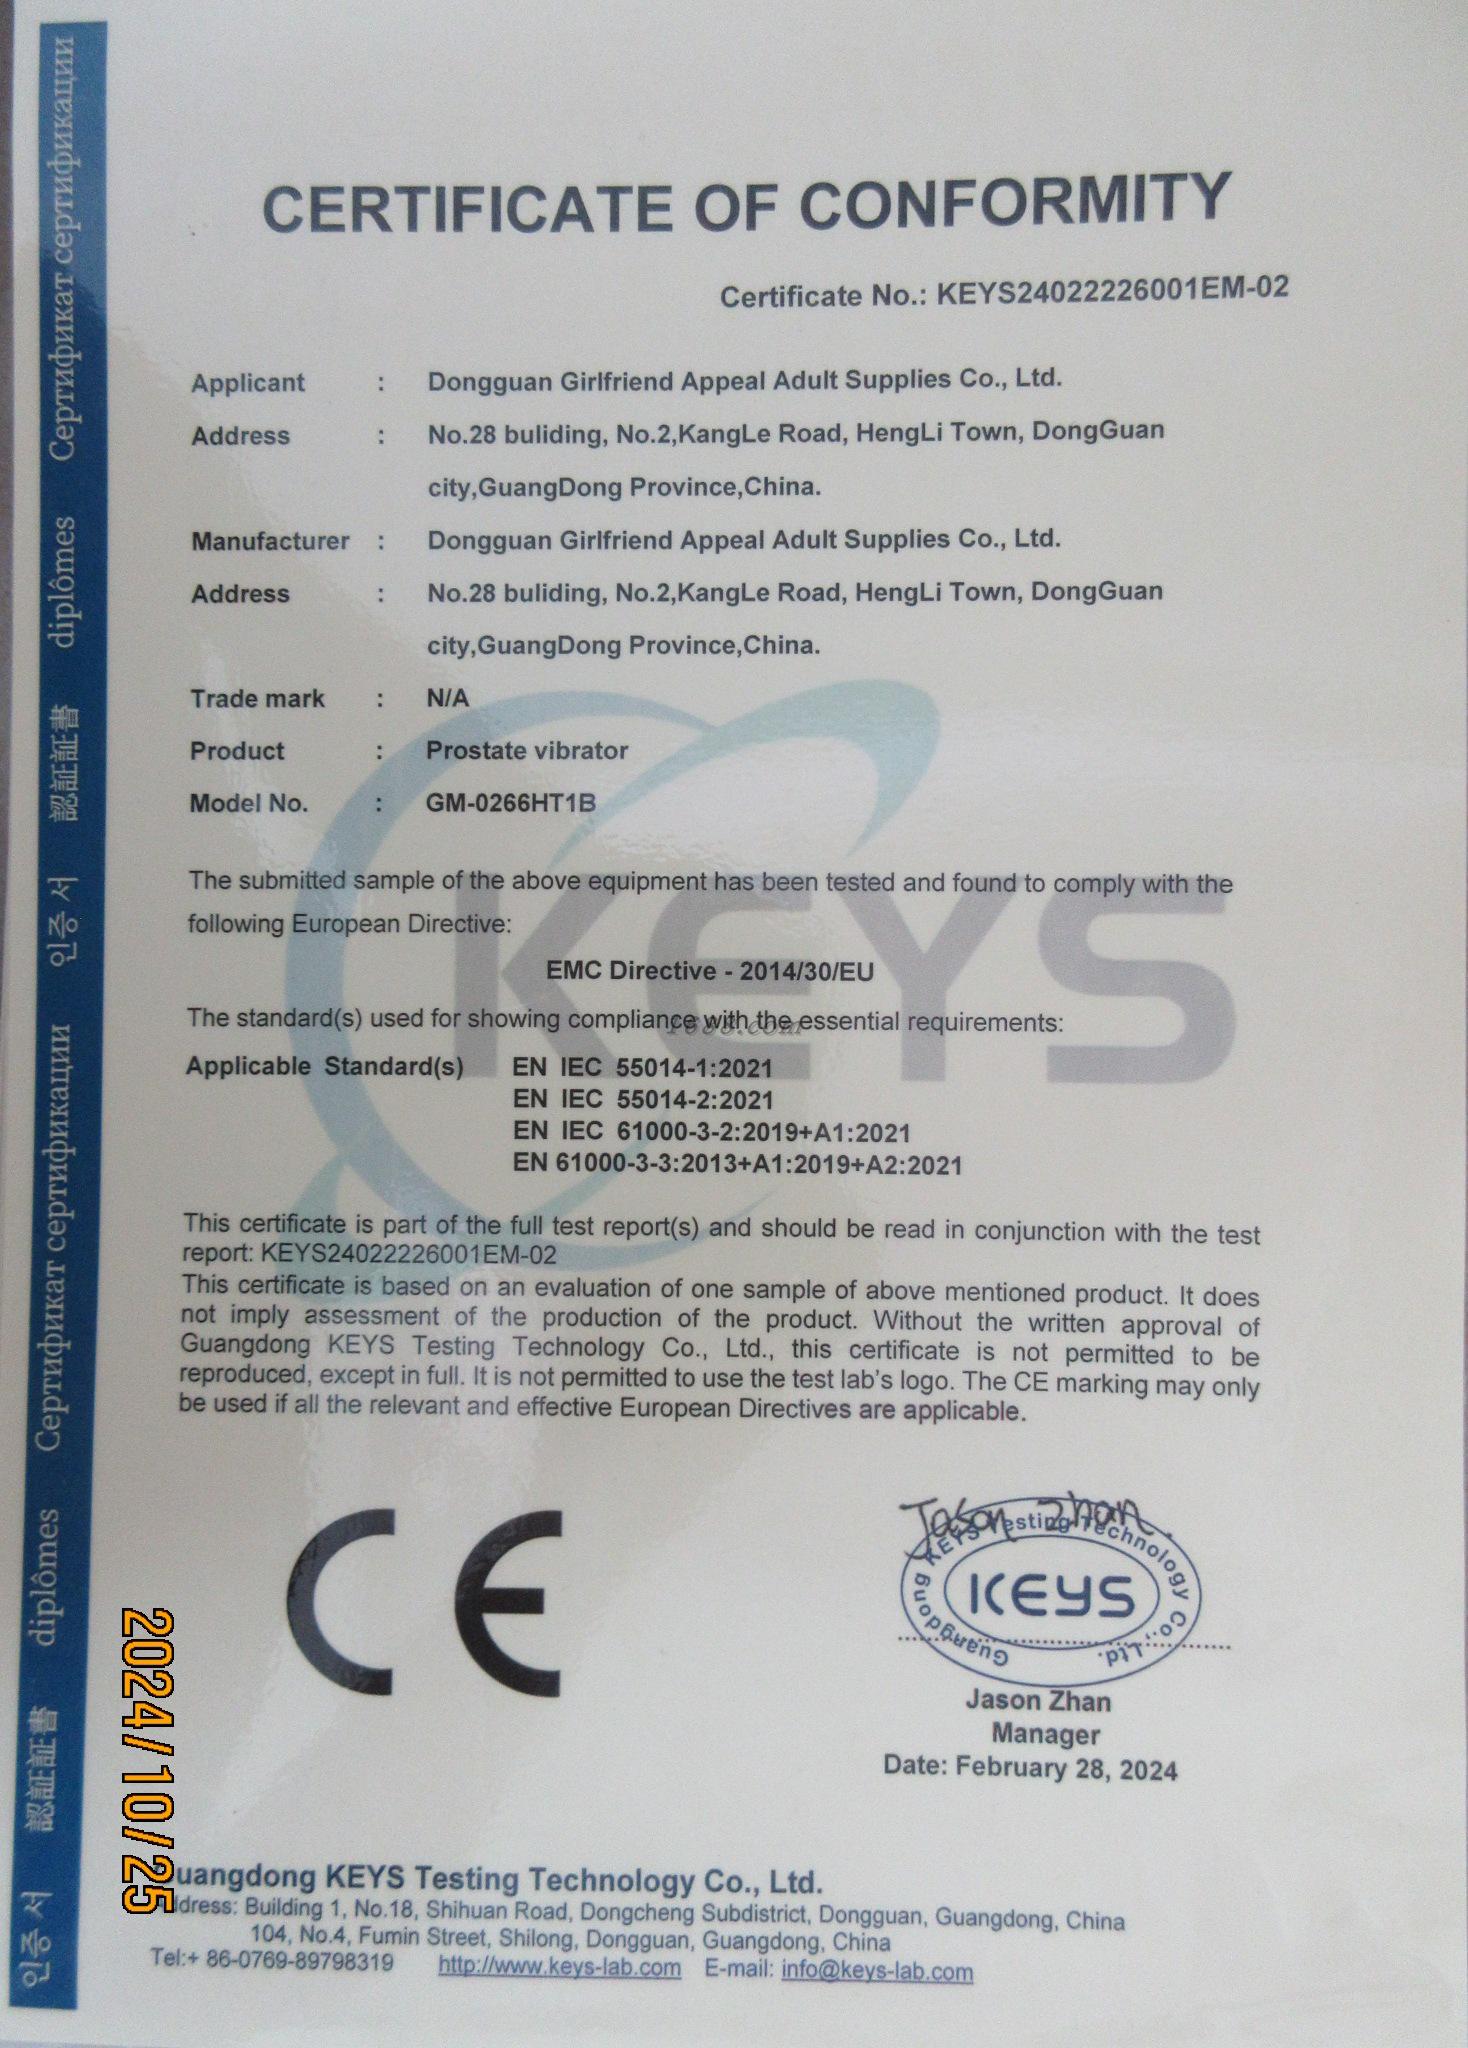 CERTIFICATE OF CONFORMITY
Certificate No.: KEYS24022226001EM-02
Applicant : Dongguan Girlfriend Appeal Adult Supplies Co., Ltd.
Address : No.28 buliding, No.2,KangLe Road, HengLi Town, DongGuan
city,GuangDong Province,China.
Manufacturer : Dongguan Girlfriend Appeal Adult Supplies Co., Ltd.
Address : No.28 buliding, No.2,KangLe Road, HengLi Town, DongGuan
city,GuangDong Province,China.
Trade mark : N/A
Product : Prostate vibrator
Model No. : GM-0266HT1B
KEYS
The submitted sample of the above equipment has been tested and found to comply with the
following European Directive:
EMC Directive - 2014/30/EU
The standard(s) used for showing compliance with the essential requirements:
1688.com
Applicable Standard(s) EN IEC 55014-1:2021
EN IEC 55014-2:2021
EN IEC 61000-3-2:2019+A1:2021
EN 61000-3-3:2013+A1:2019+A2:2021
This certificate is part of the full test report(s) and should be read in conjunction with the test
report: KEYS24022226001EM-02
This certificate is based on an evaluation of one sample of above mentioned product. It does
not imply assessment of the production of the product. Without the written approval of
Guangdong KEYS Testing Technology Co., Ltd., this certificate is not permitted to be
reproduced, except in full. It is not permitted to use the test lab's logo. The CE marking may only
be used if all the relevant and effective European Directives are applicable.
CE
Jason Zhan.
Guangdong KEYS Testing Technology Co., Ltd.
KEYS
Jason Zhan
Manager
Date: February 28, 2024
Guangdong KEYS Testing Technology Co., Ltd.
Address: Building 1, No.18, Shihuan Road, Dongcheng Subdistrict, Dongguan, Guangdong, China
104, No.4, Fumin Street, Shilong, Dongguan, Guangdong, China
Tel:+ 86-0769-89798319 http://www.keys-lab.com E-mail: info@keys-lab.com
2024/10/25
인증 서 認証証書 diplômes Сертификат сертификации 인증 서 認証証書 diplômes Сертификат сертификации